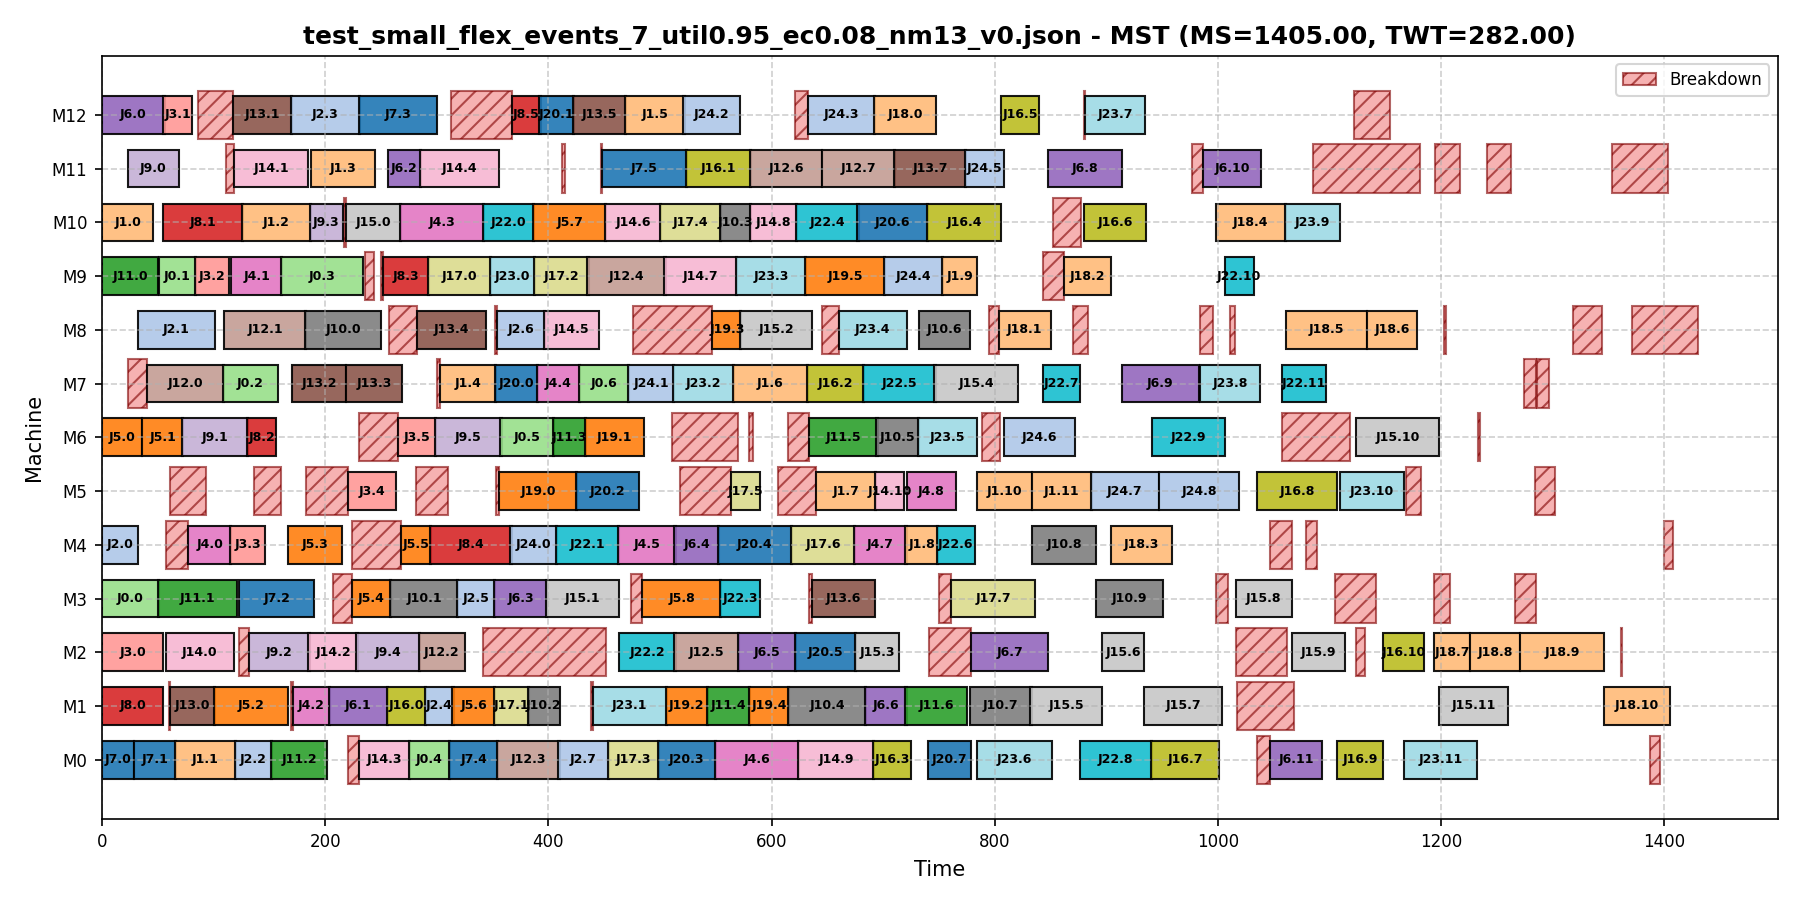 test_small_flex_events_7_util0.95_ec0.08_nm13_v0.json - MST (MS=1405.00, TWT=282.00)
Breakdown
M12 J6.0 J3.1 J13.1 J2.3 J7.3 J8.5 J20.1 J13.5 J1.5 J24.2 J24.3 J18.0 J16.5 J23.7
M11 J9.0 J14.1 J1.3 J6.2 J14.4 J7.5 J16.1 J12.6 J12.7 J13.7 J24.5 J6.8 J6.10
M10 J1.0 J8.1 J1.2 J9.3 J15.0 J4.3 J22.0 J5.7 J14.6 J17.4 J10.3 J14.8 J22.4 J20.6 J16.4 J16.6 J18.4 J23.9
M9 J11.0 J0.1 J3.2 J4.1 J0.3 J8.3 J17.0 J23.0 J17.2 J12.4 J14.7 J23.3 J19.5 J24.4 J1.9 J18.2 J22.10
M8 J2.1 J12.1 J10.0 J13.4 J2.6 J14.5 J19.3 J15.2 J23.4 J10.6 J18.1 J18.5 J18.6
M7 J12.0 J0.2 J13.2 J13.3 J1.4 J20.0 J4.4 J0.6 J24.1 J23.2 J1.6 J16.2 J22.5 J15.4 J22.7 J6.9 J23.8 J22.11
M6 J5.0 J5.1 J9.1 J8.2 J3.5 J9.5 J0.5 J11.3 J19.1 J11.5 J10.5 J23.5 J24.6 J22.9 J15.10
M5 J3.4 J19.0 J20.2 J17.5 J1.7 J14.10 J4.8 J1.10 J1.11 J24.7 J24.8 J16.8 J23.10
M4 J2.0 J4.0 J3.3 J5.3 J5.5 J8.4 J24.0 J22.1 J4.5 J6.4 J20.4 J17.6 J4.7 J1.8 J22.6 J10.8 J18.3
M3 J0.0 J11.1 J7.2 J5.4 J10.1 J2.5 J6.3 J15.1 J5.8 J22.3 J13.6 J17.7 J10.9 J15.8
M2 J3.0 J14.0 J9.2 J14.2 J9.4 J12.2 J22.2 J12.5 J6.5 J20.5 J15.3 J6.7 J15.6 J15.9 J16.10 J18.7 J18.8 J18.9
M1 J8.0 J13.0 J5.2 J4.2 J6.1 J16.0 J2.4 J5.6 J17.1 J10.2 J23.1 J19.2 J11.4 J19.4 J10.4 J6.6 J11.6 J10.7 J15.5 J15.7 J15.11 J18.10
M0 J7.0 J7.1 J1.1 J2.2 J11.2 J14.3 J0.4 J7.4 J12.3 J2.7 J17.3 J20.3 J4.6 J14.9 J16.3 J20.7 J23.6 J22.8 J16.7 J6.11 J16.9 J23.11
0 200 400 600 800 1000 1200 1400
Time
Machine